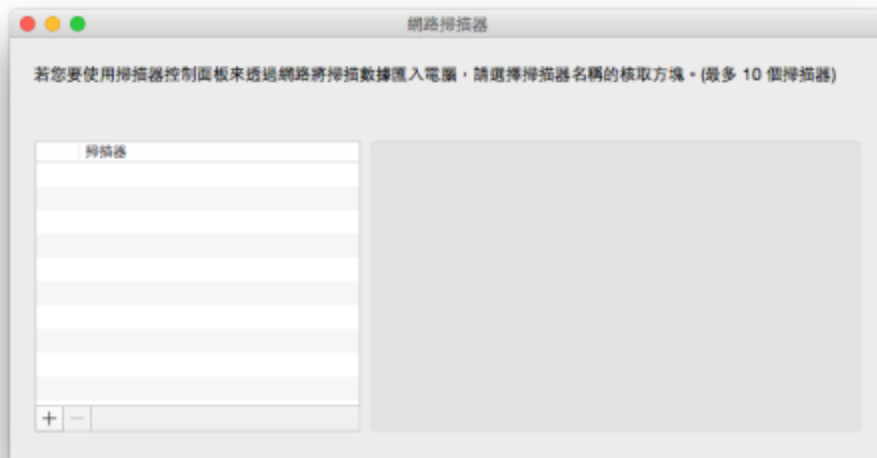 網路掃描器
若您要使用掃描器控制面板來透過網路將掃描數據匯入電腦，請選擇掃描器名稱的核取方塊。(最多 10 個掃描器)
掃描器